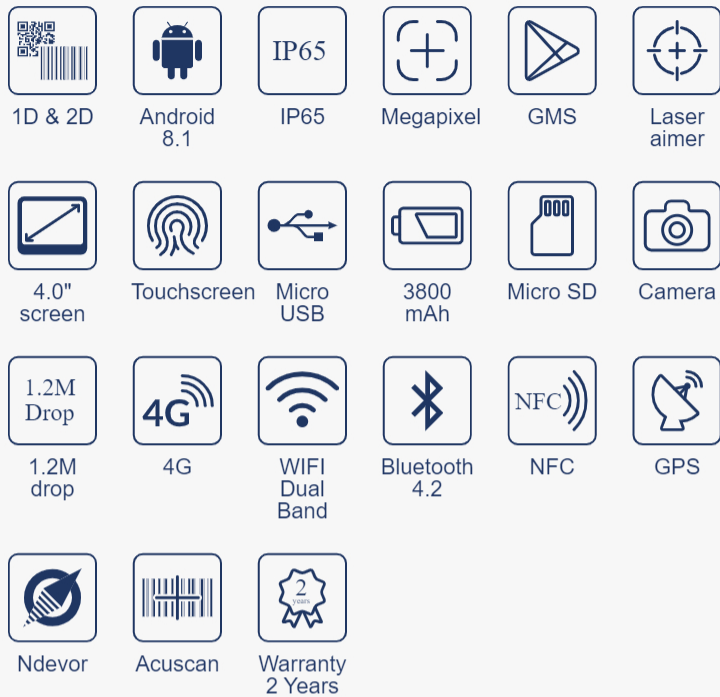 IP65
1D & 2D
Android
8.1
IP65
Megapixel
GMS
Laser
aimer
4.0"
screen
Touchscreen
Micro
USB
3800
mAh
Micro SD
Camera
1.2M
Drop
4G
NFC
1.2M
drop
4G
WIFI
Dual
Band
Bluetooth
4.2
NFC
GPS
2
years
Ndevor
Acuscan
Warranty
2 Years